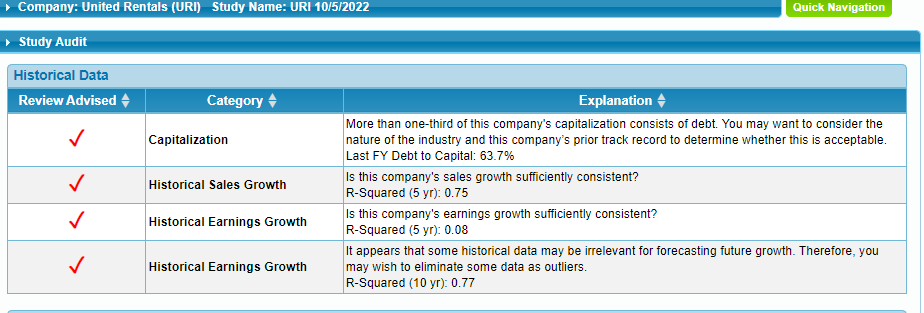 Company: United Rentals (URI) Study Name: URI 10/5/2022
Quick Navigation
Study Audit
Historical Data
Review Advised Category Explanation
Capitalization
More than one-third of this company's capitalization consists of debt. You may want to consider the
nature of the industry and this company's prior track record to determine whether this is acceptable.
Last FY Debt to Capital: 63.7%
Historical Sales Growth
Is this company's sales growth sufficiently consistent?
R-Squared (5 yr): 0.75
Historical Earnings Growth
Is this company's earnings growth sufficiently consistent?
R-Squared (5 yr): 0.08
Historical Earnings Growth
It appears that some historical data may be irrelevant for forecasting future growth. Therefore, you
may wish to eliminate some data as outliers.
R-Squared (10 yr): 0.77